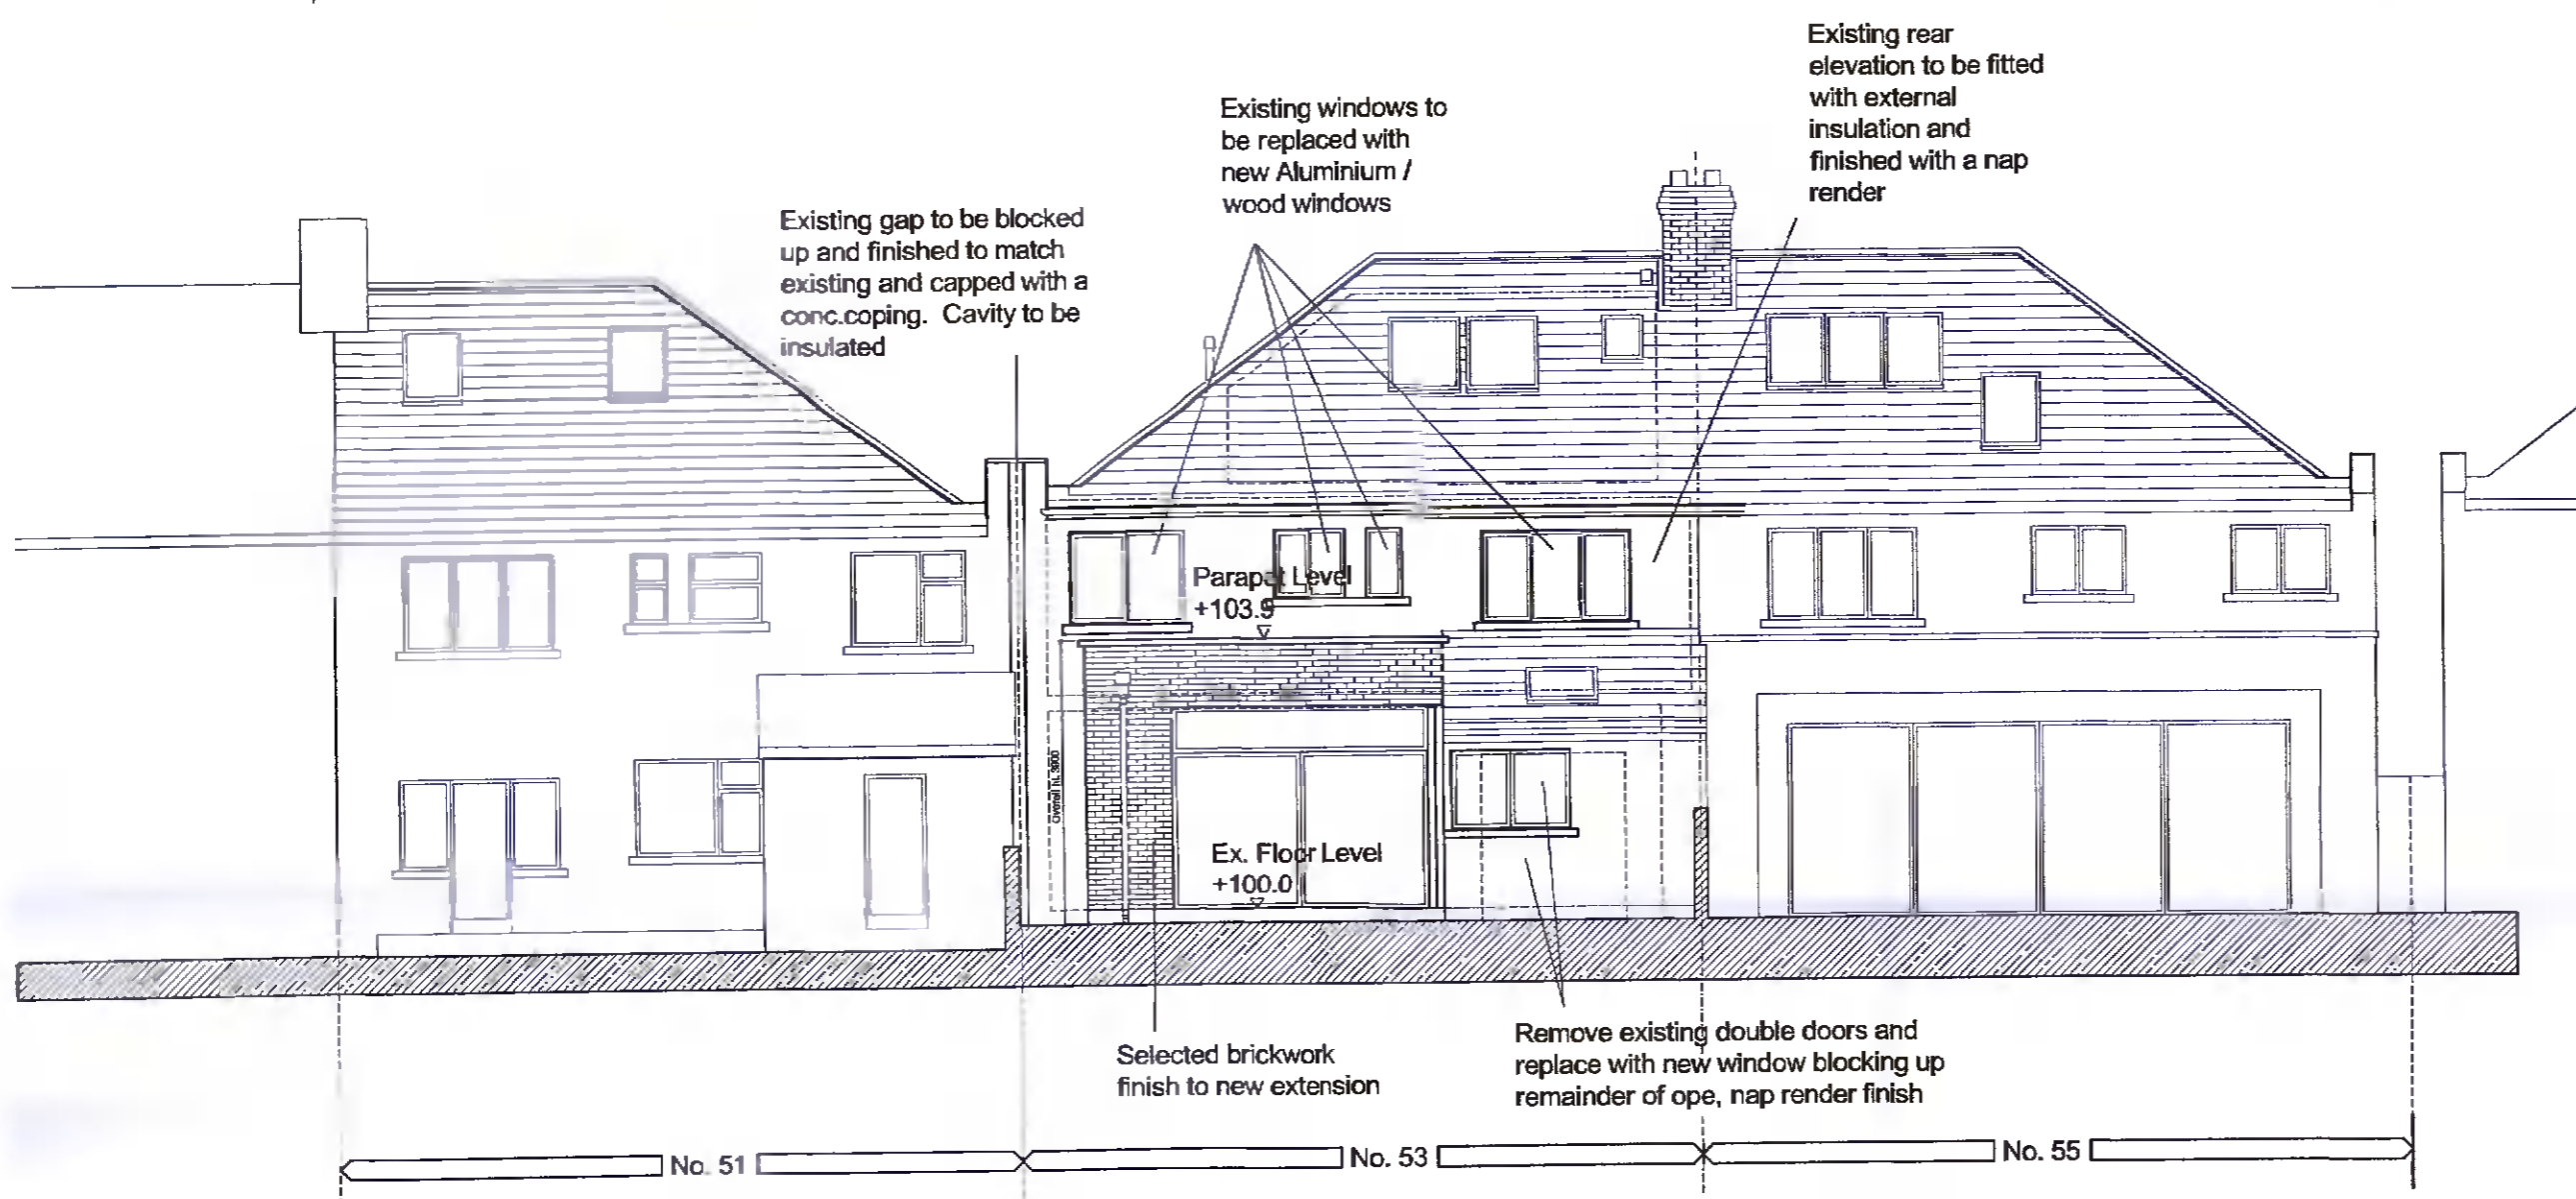 Existing rear
elevation to be fitted
with external
insulation and
finished with a nap
render
Existing windows to
be replaced with
new Aluminium /
wood windows
Existing gap to be blocked
up and finished to match
existing and capped with a
conc.coping. Cavity to be
insulated
Parapet Level
+103.9
Overall ht. 3900
Ex. Floor Level
+100.0
Selected brickwork
finish to new extension
Remove existing double doors and
replace with new window blocking up
remainder of ope, nap render finish
No. 51
No. 53
No. 55